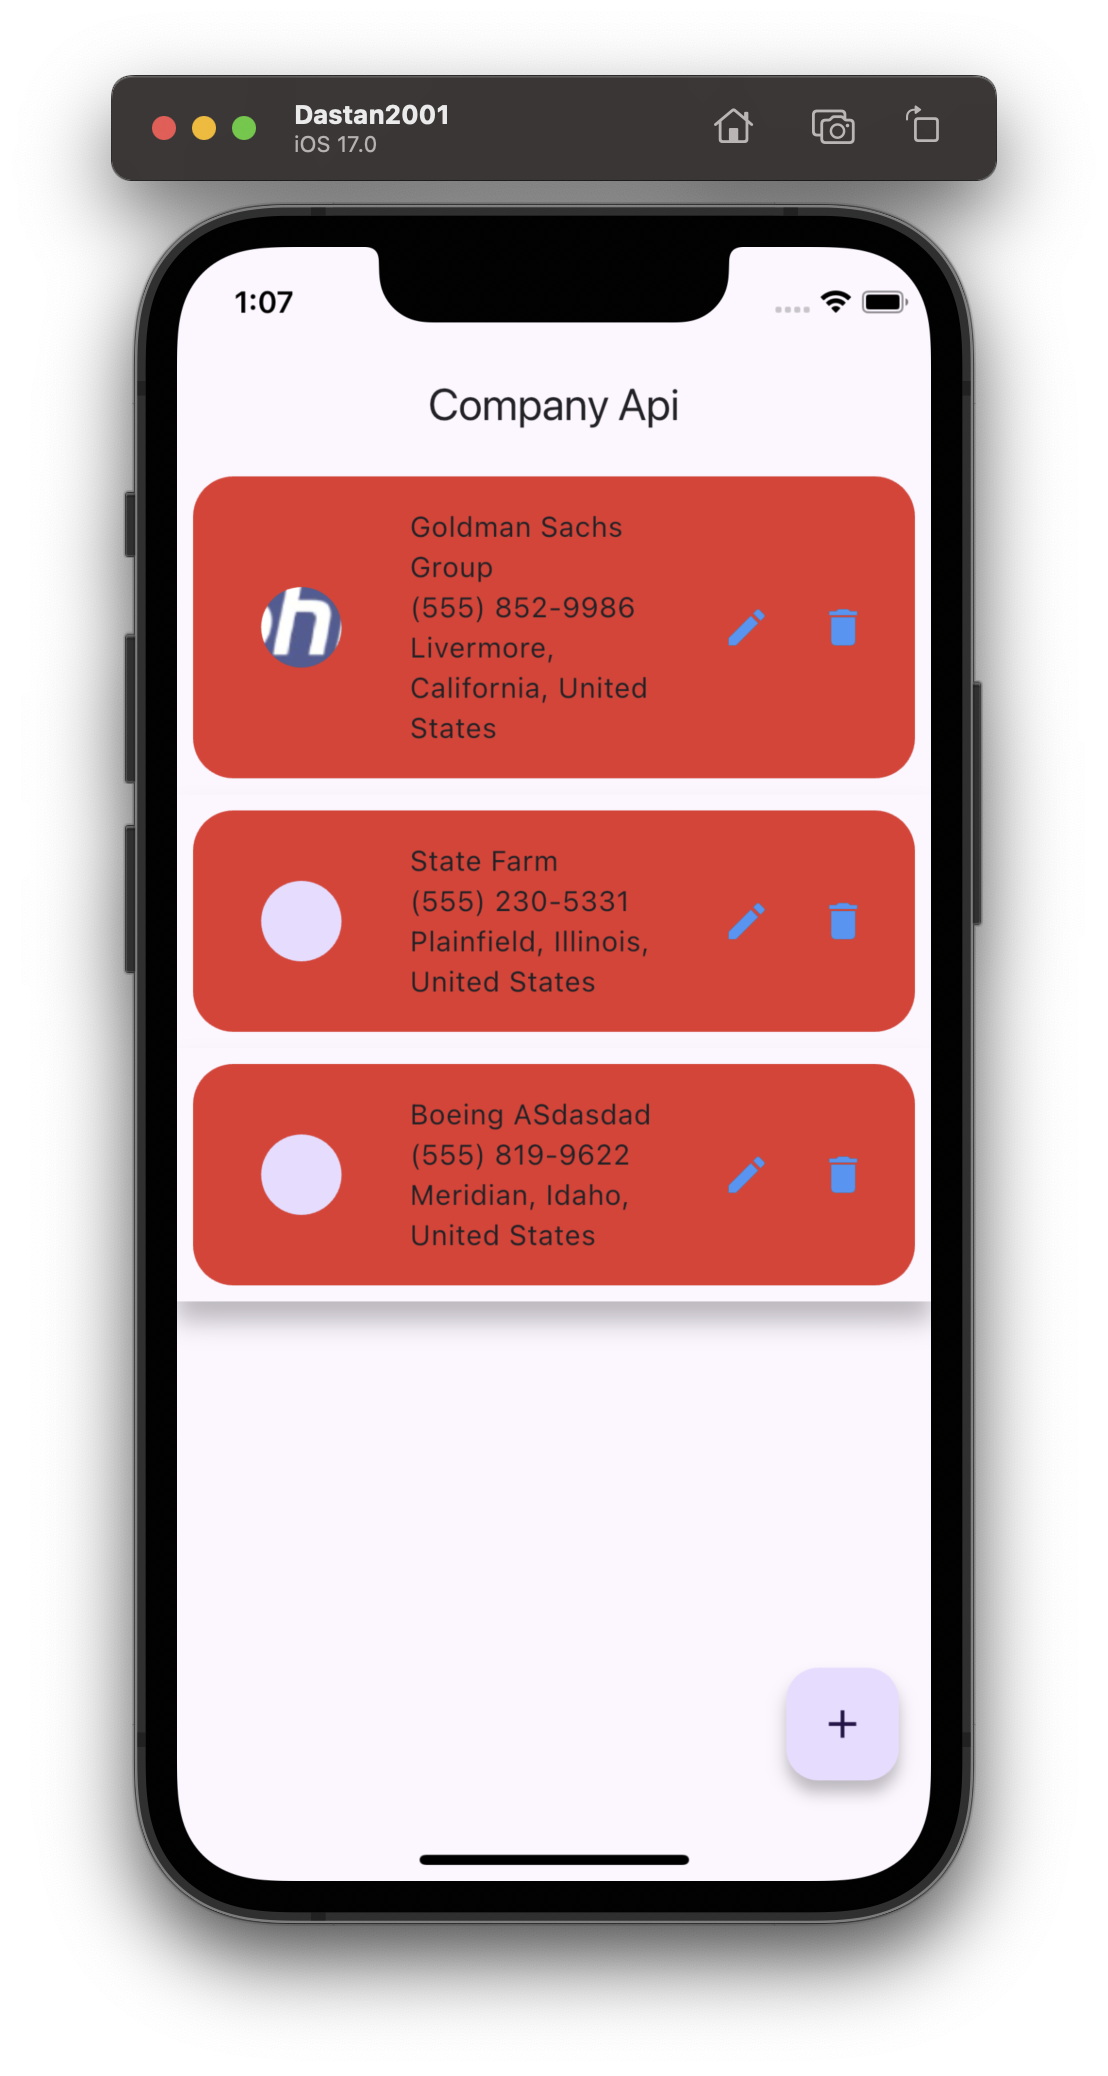 Dastan2001
iOS 17.0
1:07
Company Api
Goldman Sachs
Group
(555) 852-9986
Livermore,
California, United
States
State Farm
(555) 230-5331
Plainfield, Illinois,
United States
Boeing ASdasdad
(555) 819-9622
Meridian, Idaho,
United States